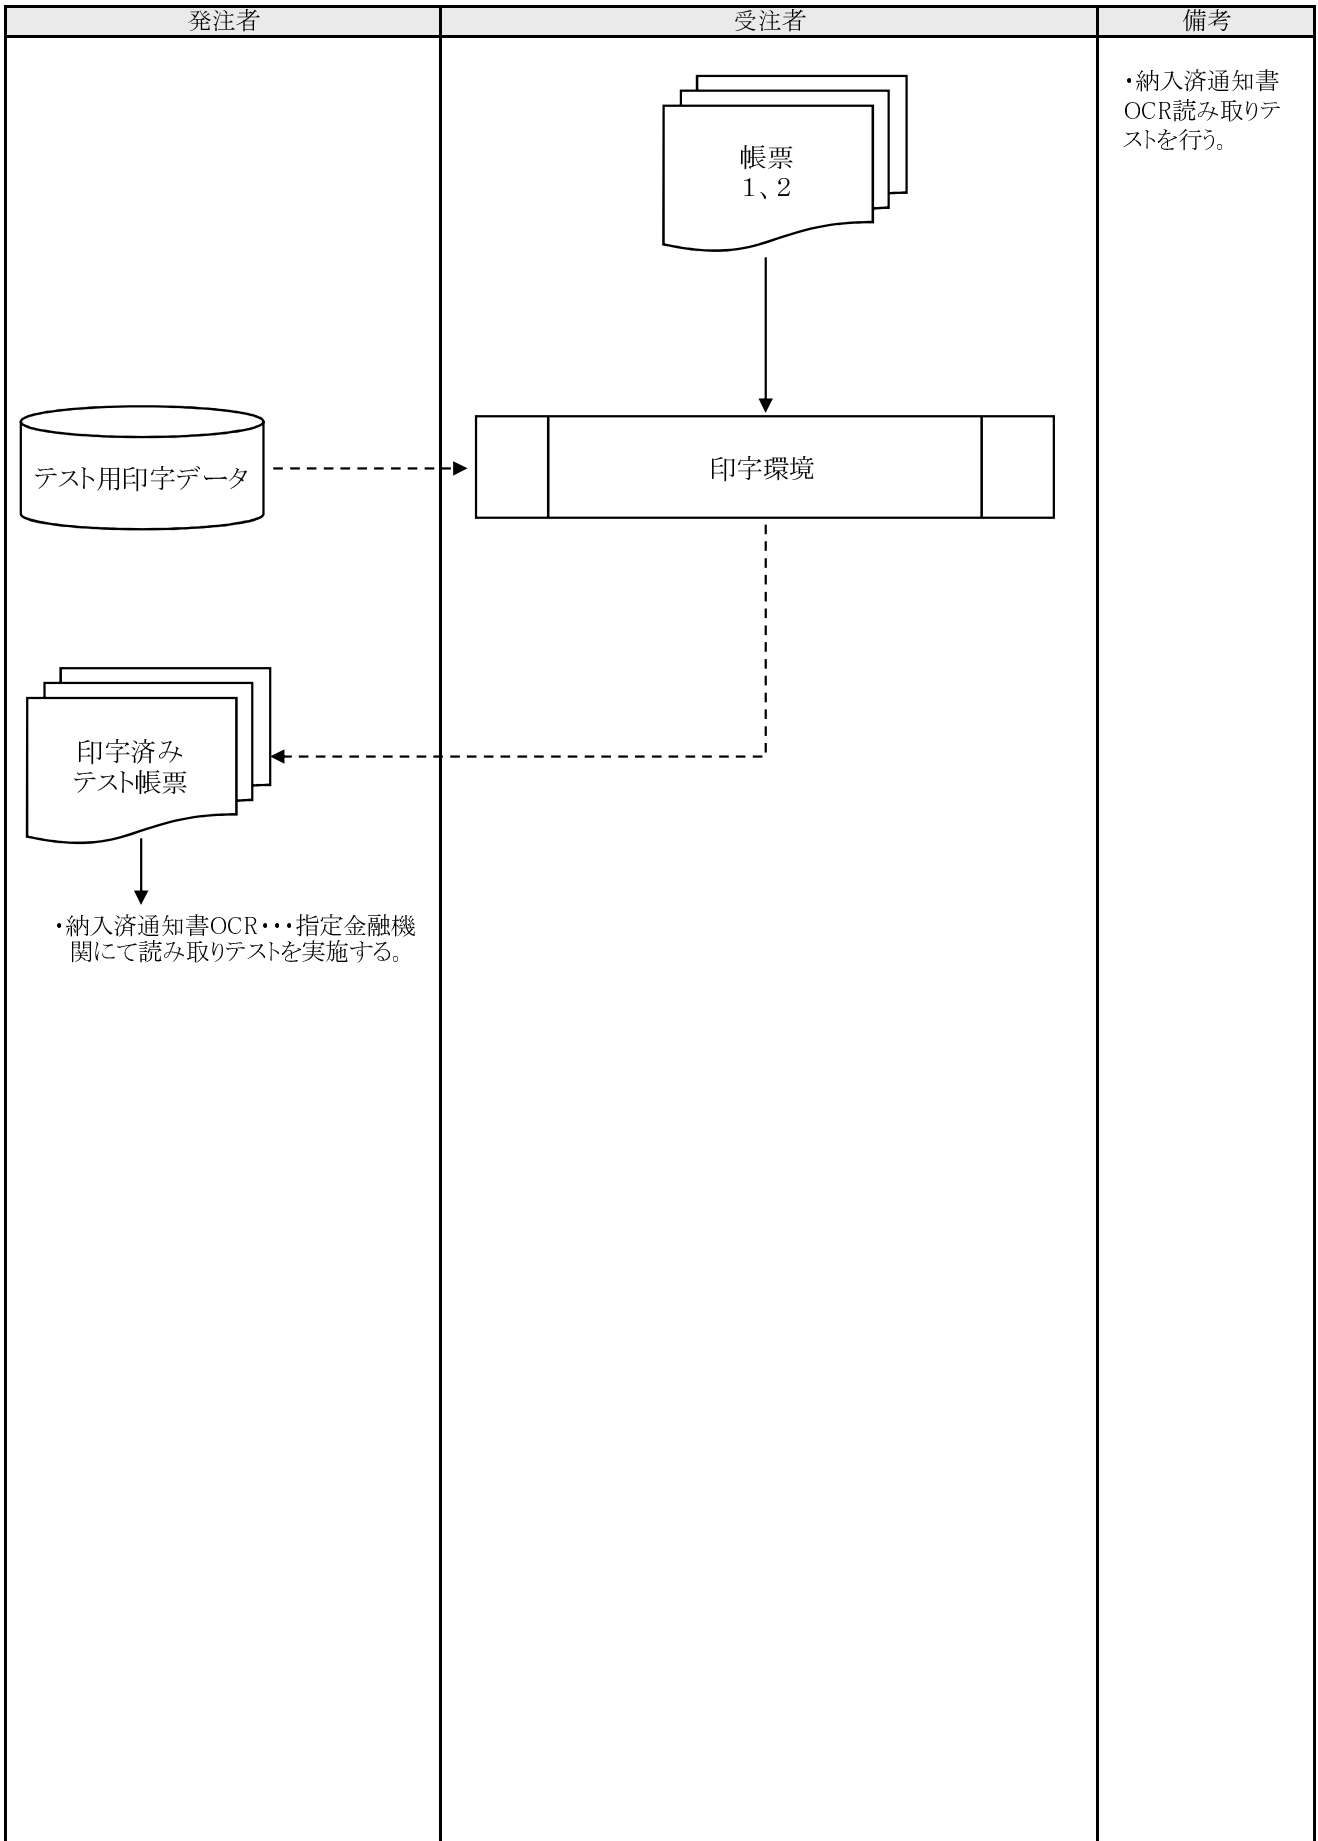 発注者
受注者
備考
・納入済通知書
OCR読み取りテ
ストを行う。
帳票
1、2
テスト用印字データ
印字環境
印字済み
テスト帳票
・納入済通知書OCR・・・指定金融機
関にて読み取りテストを実施する。